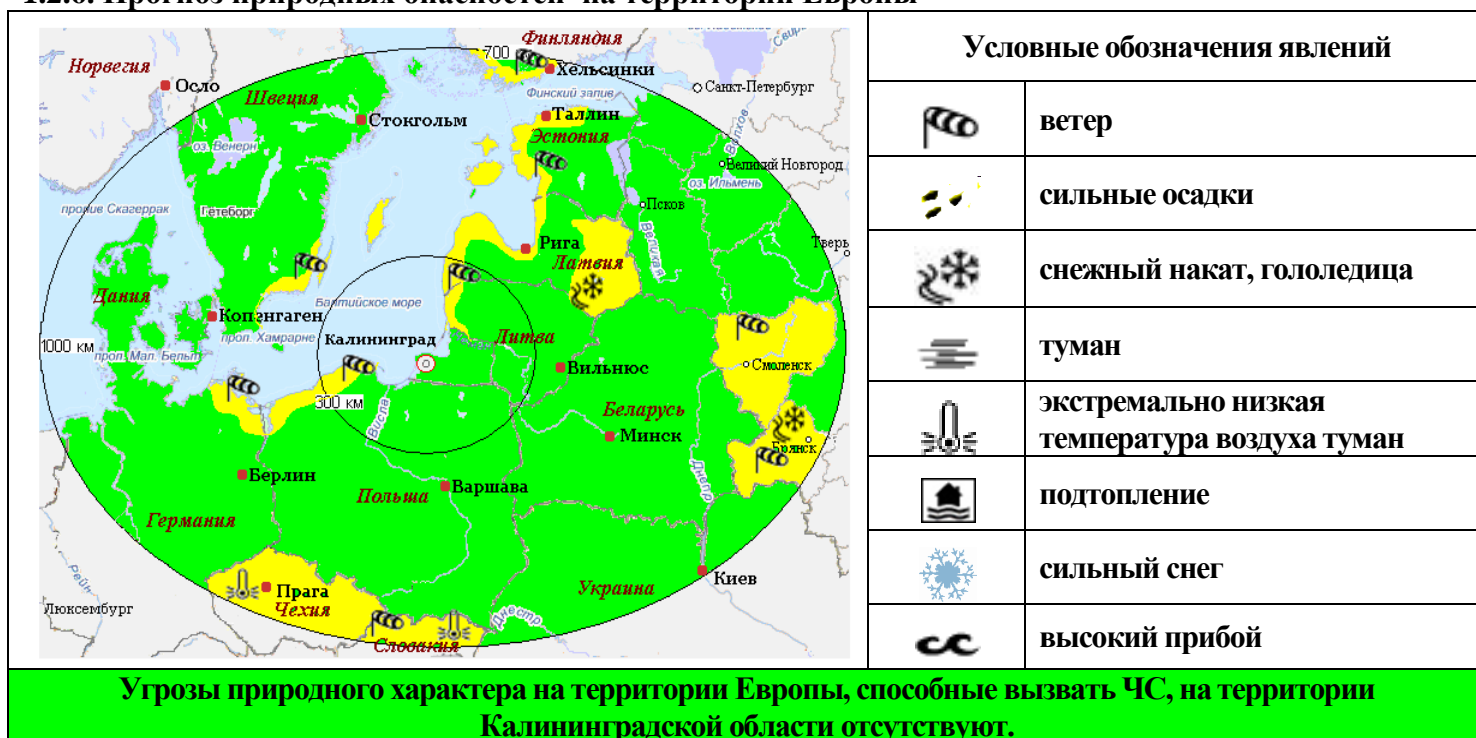 1.2.6. Прогноз природных опасностей на территории Европы
Условные обозначения явлений
ветер
сильные осадки
снежный накат, гололедица
туман
экстремально низкая
температура воздуха туман
подтопление
сильный снег
высокий прибой
Норвегия
Осло
Швеция
оз. Венерн
Стокгольм
700
Финляндия
Хельсинки
Финский залив
Таллин
Эстония
Санкт-Петербург
Волхов
Великий Новгород
оз. Ильмень
Псков
Великая
Тверь
пролив Скагеррак
Гётеборг
Рига
Латвия
Дания
Копэнгаген
Балтийское море
прол. Хамрарне
Калининград
Литва
1000 км
прол. Мал. Бельт
Вильнюс
Смоленск
300 км
Висла
Беларусь
Минск
Брянск
Днепр
Берлин
Польша
Варшава
Германия
Рейн
Прага
Чехия
Украина
Киев
Люксембург
Днестр
Словакия
Угрозы природного характера на территории Европы, способные вызвать ЧС, на территории
Калининградской области отсутствуют.